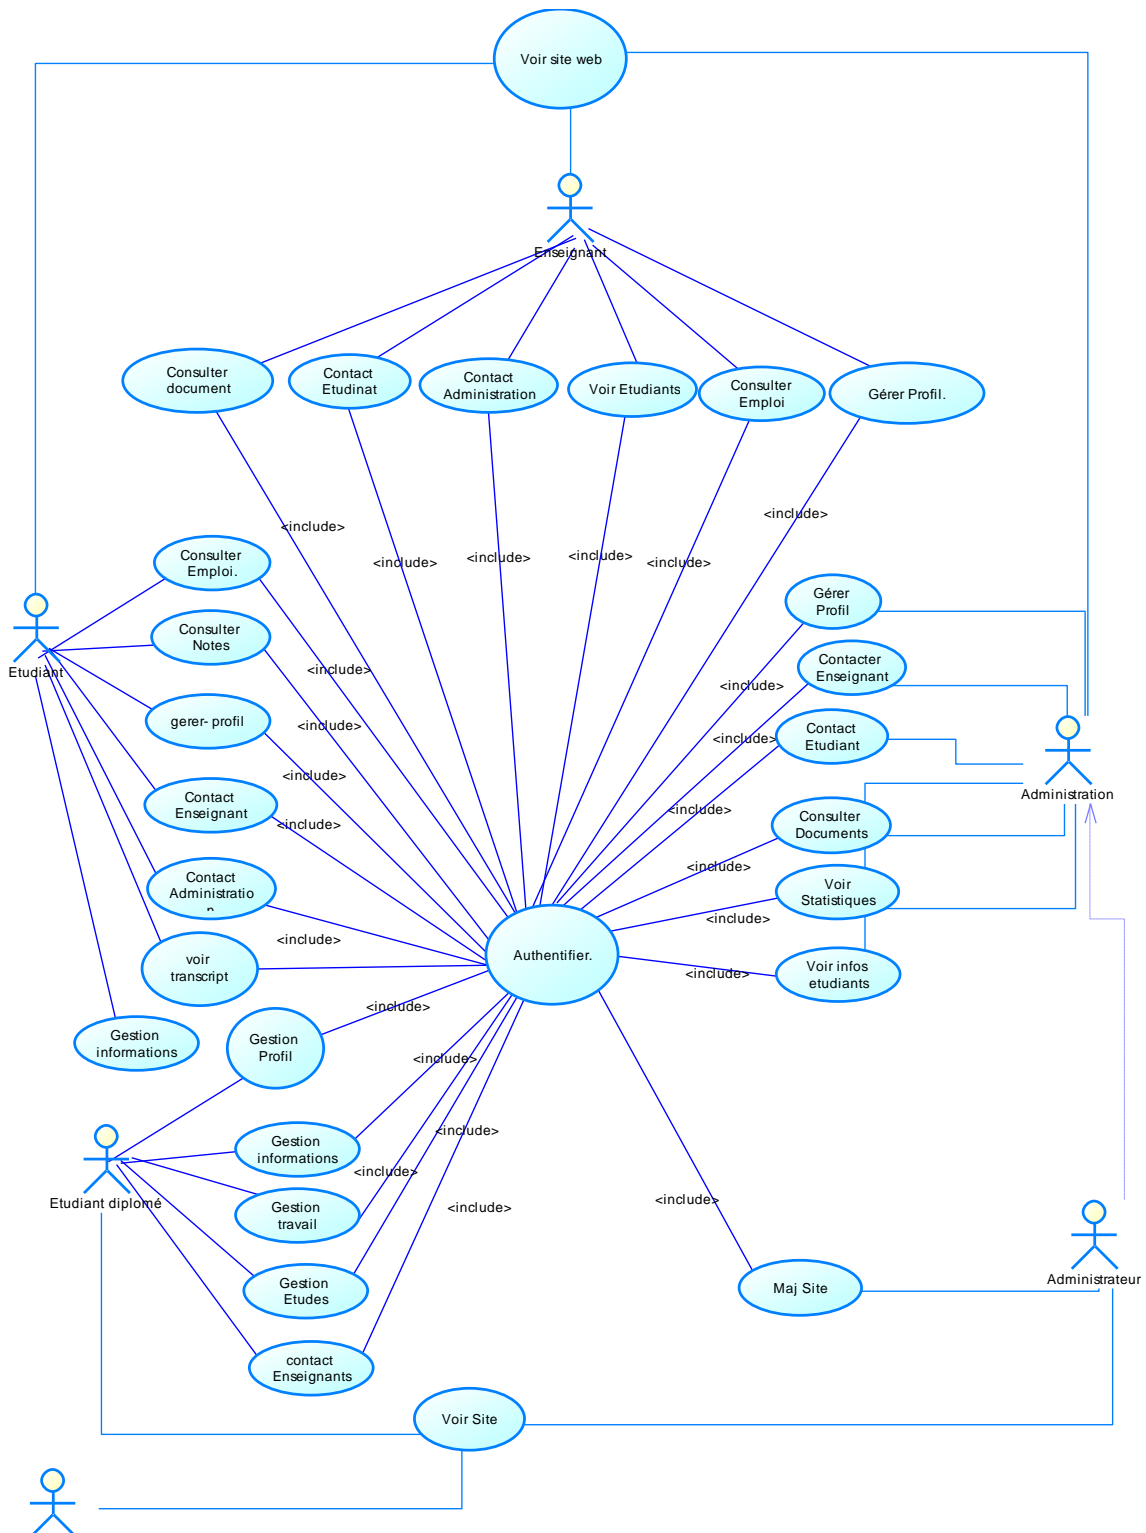 Voir site web
Enseignant
Consulter
document
Contact
Etudinat
Contact
Administration
Voir Etudiants
Consulter
Emploi
Gérer Profil.
<include>
<include>
<include>
<include>
<include>
<include>
Consulter
Emploi.
Consulter
Notes
gerer- profil
Contact
Enseignant
Contact
Administratio
n
voir
transcript
Gestion
informations
Etudiant
<include>
<include>
<include>
<include>
<include>
Gérer
Profil
Contacter
Enseignant
Contact
Etudiant
Consulter
Documents
Voir
Statistiques
Voir infos
etudiants
Administration
<include>
<include>
<include>
<include>
<include>
<include>
Authentifier.
Gestion
Profil
Gestion
informations
Gestion
travail
Gestion
Etudes
contact
Enseignants
Etudiant diplomé
<include>
<include>
<include>
<include>
<include>
<include>
Maj Site
Administrateur
Voir Site